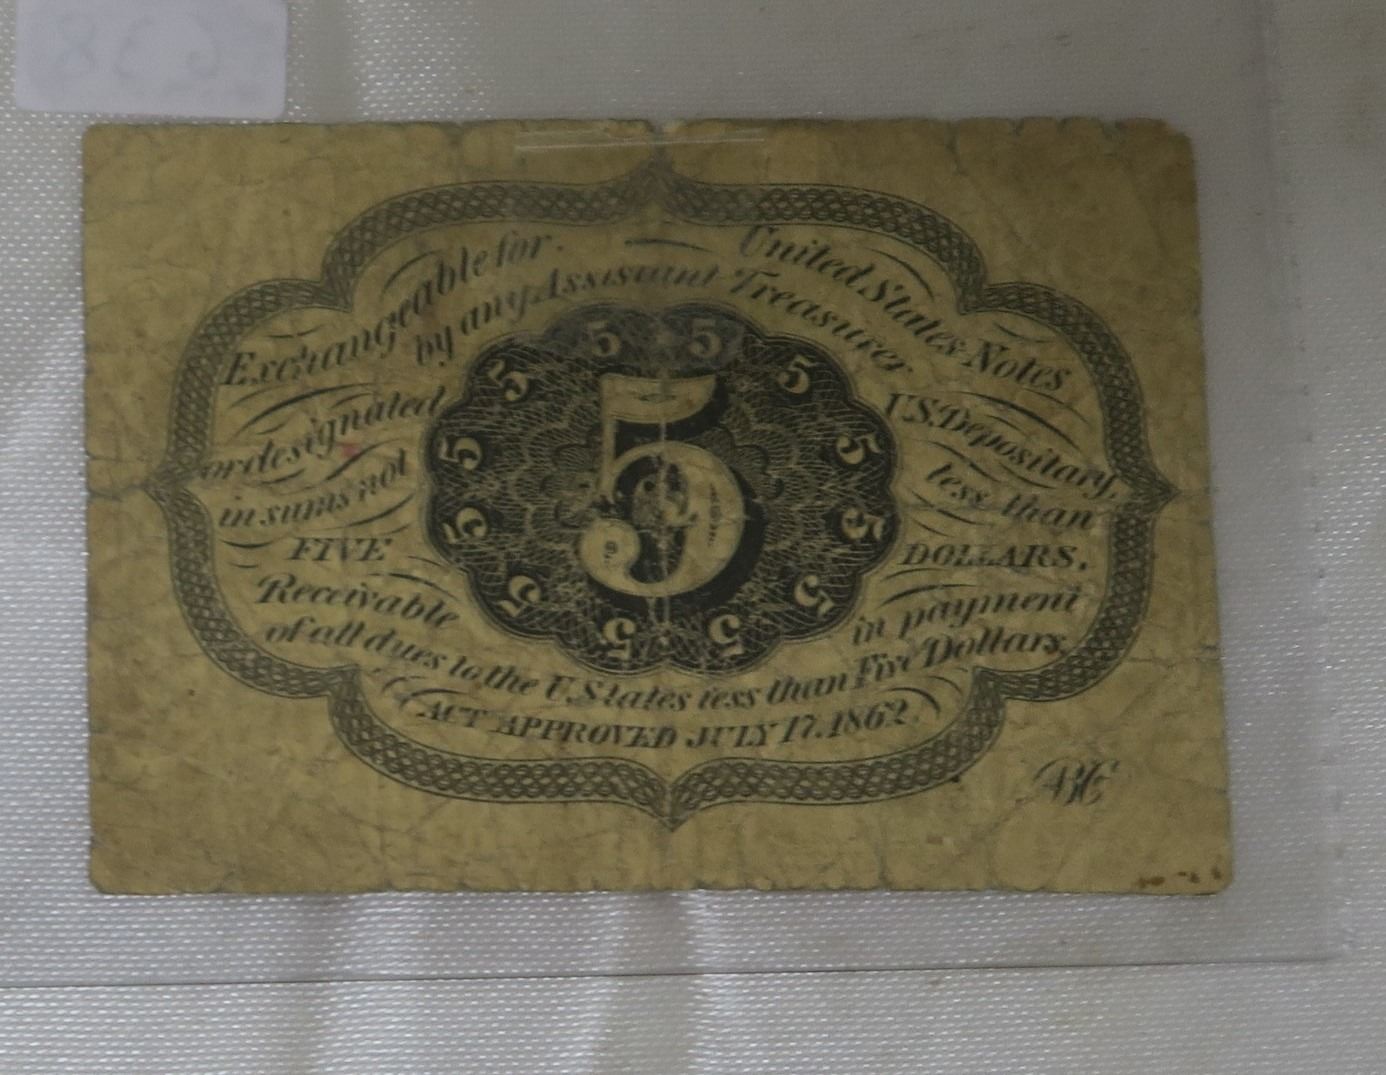 Exchangeable for United States Notes
by any Assistant Treasurer
or designated U.S. Depositary,
in sums not less than
FIVE DOLLARS.
Receivable in payment
of all dues to the U. States less than Five Dollars.
ACT APPROVED JULY 17. 1862.
5 5
5 5
5 5
5
5 5
5 5
5 5